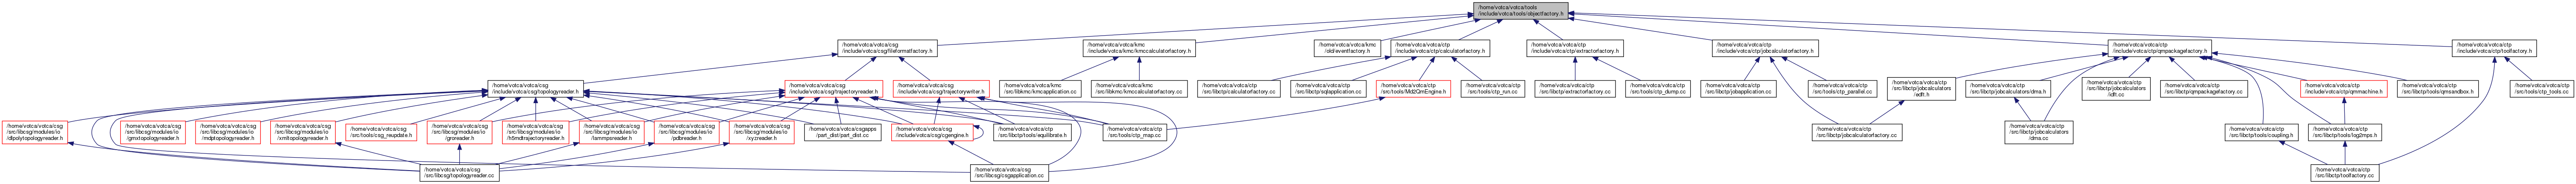 /home/votca/votca/tools
/include/votca/tools/objectfactory.h
/home/votca/votca/csg
/include/votca/csg/fileformatfactory.h
/home/votca/votca/kmc
/include/votca/kmc/kmccalculatorfactory.h
/home/votca/votca/kmc
/old/eventfactory.h
/home/votca/votca/ctp
/include/votca/ctp/calculatorfactory.h
/home/votca/votca/ctp
/include/votca/ctp/extractorfactory.h
/home/votca/votca/ctp
/include/votca/ctp/jobcalculatorfactory.h
/home/votca/votca/ctp
/include/votca/ctp/qmpackagefactory.h
/home/votca/votca/ctp
/include/votca/ctp/toolfactory.h
/home/votca/votca/csg
/include/votca/csg/topologyreader.h
/home/votca/votca/csg
/include/votca/csg/trajectoryreader.h
/home/votca/votca/csg
/include/votca/csg/trajectorywriter.h
/home/votca/votca/kmc
/src/libkmc/kmcapplication.cc
/home/votca/votca/kmc
/src/libkmc/kmccalculatorfactory.cc
/home/votca/votca/ctp
/src/libctp/calculatorfactory.cc
/home/votca/votca/ctp
/src/libctp/sqlapplication.cc
/home/votca/votca/ctp
/src/tools/Md2QmEngine.h
/home/votca/votca/ctp
/src/tools/ctp_run.cc
/home/votca/votca/ctp
/src/libctp/extractorfactory.cc
/home/votca/votca/ctp
/src/tools/ctp_dump.cc
/home/votca/votca/ctp
/src/libctp/jobapplication.cc
/home/votca/votca/ctp
/src/tools/ctp_parallel.cc
/home/votca/votca/ctp
/src/libctp/jobcalculators
/edft.h
/home/votca/votca/ctp
/src/libctp/jobcalculators/dma.h
/home/votca/votca/ctp
/src/libctp/jobcalculators
/idft.cc
/home/votca/votca/ctp
/src/libctp/qmpackagefactory.cc
/home/votca/votca/ctp
/include/votca/ctp/qmmachine.h
/home/votca/votca/ctp
/src/libctp/tools/qmsandbox.h
/home/votca/votca/ctp
/src/tools/ctp_tools.cc
/home/votca/votca/csg
/src/libcsg/modules/io
/dlpolytopologyreader.h
/home/votca/votca/csg
/src/libcsg/modules/io
/gmxtopologyreader.h
/home/votca/votca/csg
/src/libcsg/modules/io
/mdptopologyreader.h
/home/votca/votca/csg
/src/libcsg/modules/io
/xmltopologyreader.h
/home/votca/votca/csg
/src/tools/csg_reupdate.h
/home/votca/votca/csg
/src/libcsg/modules/io
/groreader.h
/home/votca/votca/csg
/src/libcsg/modules/io
/h5mdtrajectoryreader.h
/home/votca/votca/csg
/src/libcsg/modules/io
/lammpsreader.h
/home/votca/votca/csg
/src/libcsg/modules/io
/pdbreader.h
/home/votca/votca/csg
/src/libcsg/modules/io
/xyzreader.h
/home/votca/votca/csgapps
/part_dist/part_dist.cc
/home/votca/votca/csg
/include/votca/csg/cgengine.h
/home/votca/votca/ctp
/src/libctp/tools/equilibrate.h
/home/votca/votca/ctp
/src/tools/ctp_map.cc
/home/votca/votca/ctp
/src/libctp/jobcalculatorfactory.cc
/home/votca/votca/ctp
/src/libctp/jobcalculators
/dma.cc
/home/votca/votca/ctp
/src/libctp/tools/coupling.h
/home/votca/votca/ctp
/src/libctp/tools/log2mps.h
/home/votca/votca/csg
/src/libcsg/topologyreader.cc
/home/votca/votca/csg
/src/libcsg/csgapplication.cc
/home/votca/votca/ctp
/src/libctp/toolfactory.cc